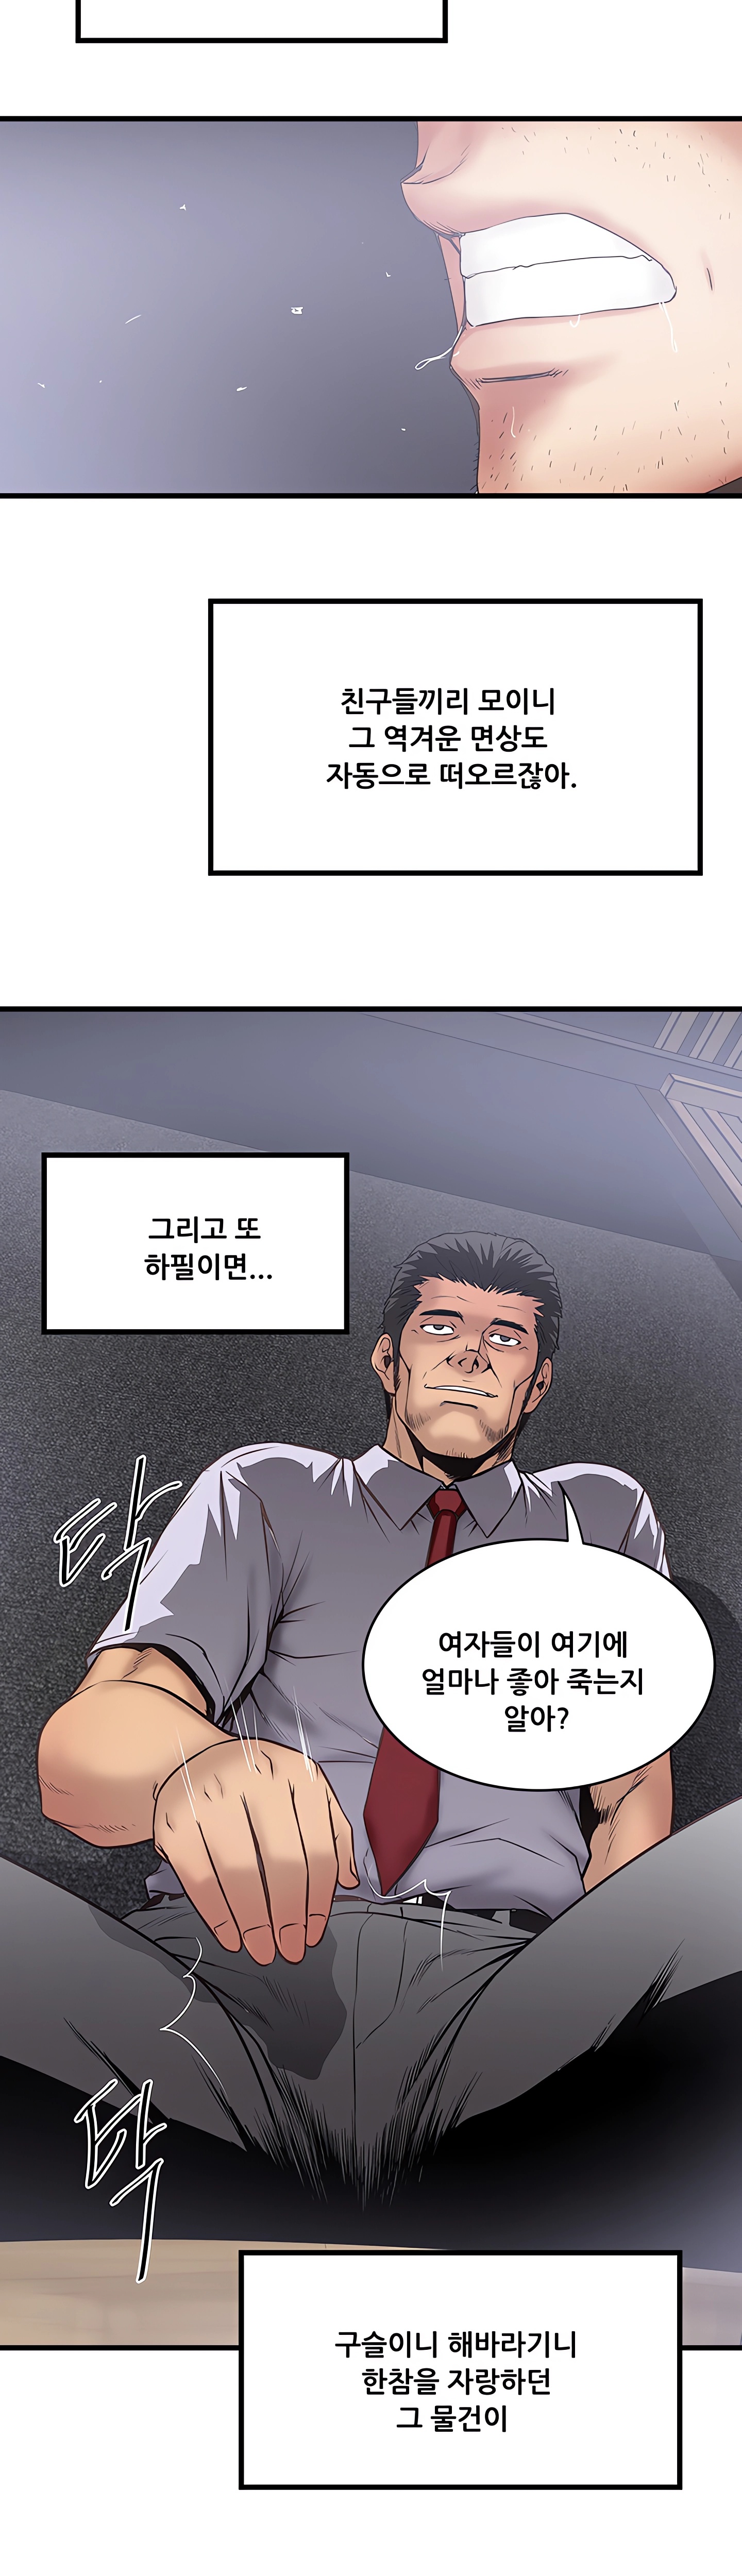 친구들끼리 모이니
그 역겨운 면상도
자동으로 떠오르잖아.
그리고 또
하필이면...
탁
여자들이 여기에
얼마나 좋아 죽는지
알아?
탁
구슬이니 해바라기니
한참을 자랑하던
그 물건이